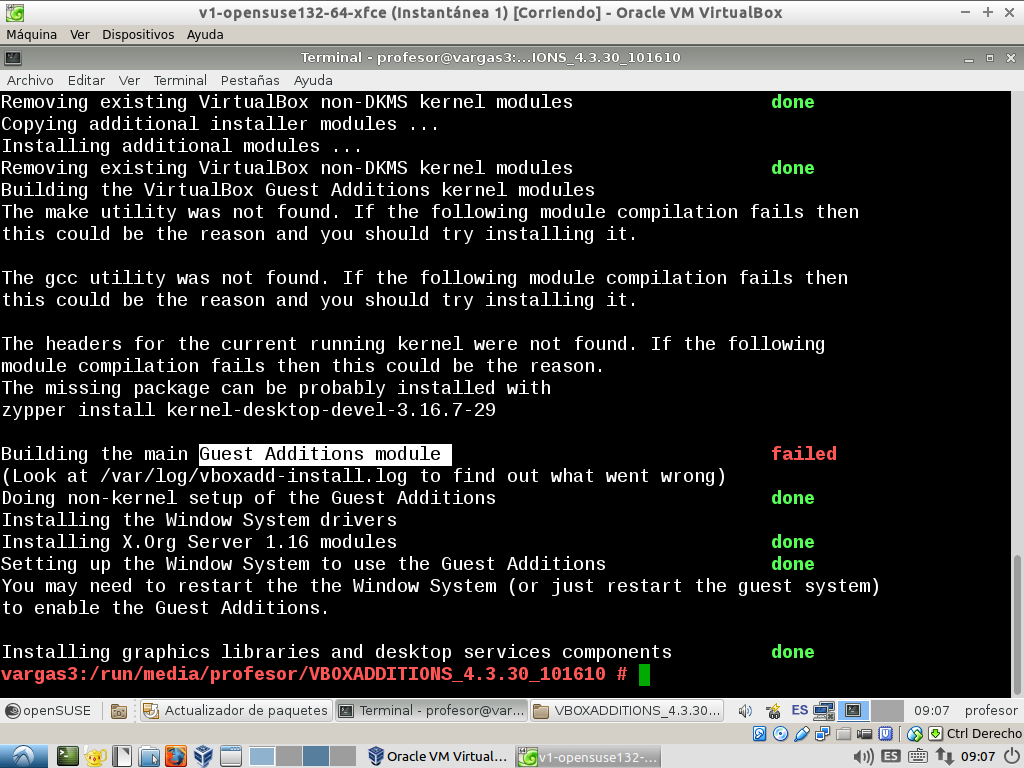 v1-opensuse132-64-xfce (Instantánea 1) [Corriendo] - Oracle VM VirtualBox
Máquina Ver Dispositivos Ayuda
Terminal - profesor@vargas3:...IONS_4.3.30_101610
Archivo Editar Ver Terminal Pestañas Ayuda
Removing existing VirtualBox non-DKMS kernel modules done
Copying additional installer modules ...
Installing additional modules ...
Removing existing VirtualBox non-DKMS kernel modules done
Building the VirtualBox Guest Additions kernel modules
The make utility was not found. If the following module compilation fails then
this could be the reason and you should try installing it.
The gcc utility was not found. If the following module compilation fails then
this could be the reason and you should try installing it.
The headers for the current running kernel were not found. If the following
module compilation fails then this could be the reason.
The missing package can be probably installed with
zypper install kernel-desktop-devel-3.16.7-29
Building the main Guest Additions module failed
(Look at /var/log/vboxadd-install.log to find out what went wrong)
Doing non-kernel setup of the Guest Additions done
Installing the Window System drivers
Installing X.Org Server 1.16 modules done
Setting up the Window System to use the Guest Additions done
You may need to restart the the Window System (or just restart the guest system)
to enable the Guest Additions.
Installing graphics libraries and desktop services components done
vargas3:/run/media/profesor/VBOXADDITIONS_4.3.30_101610 #
openSUSE Actualizador de paquetes Terminal - profesor@var... VBOXADDITIONS_4.3.30... ES 09:07 profesor
Ctrl Derecho
Oracle VM Virtual... v1-opensuse132-... ES 09:07